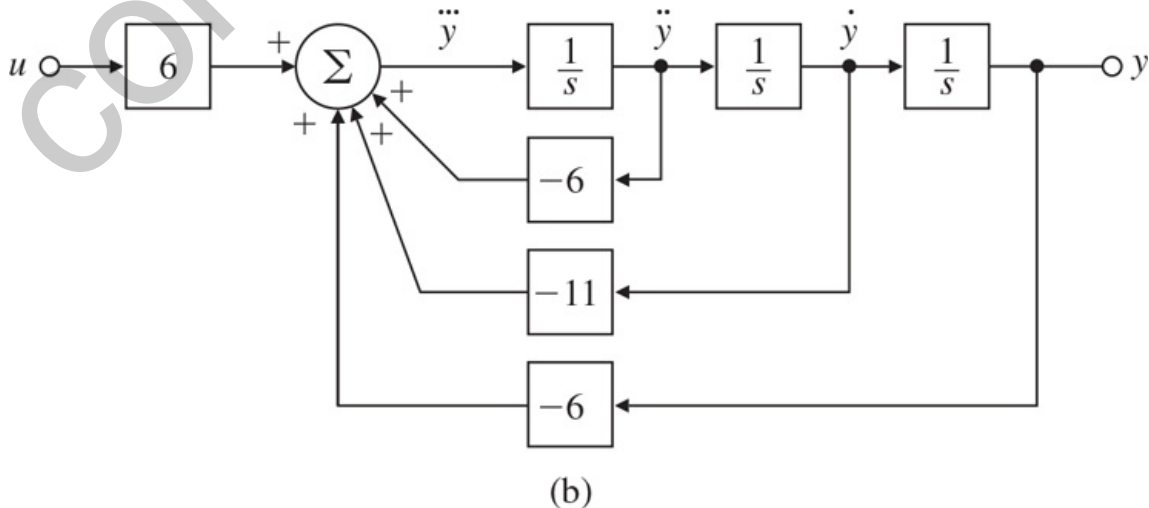 u 6 + Σ y⃛ 1/s ÿ 1/s ẏ 1/s y
+ + +
−6
−11
−6
(b)